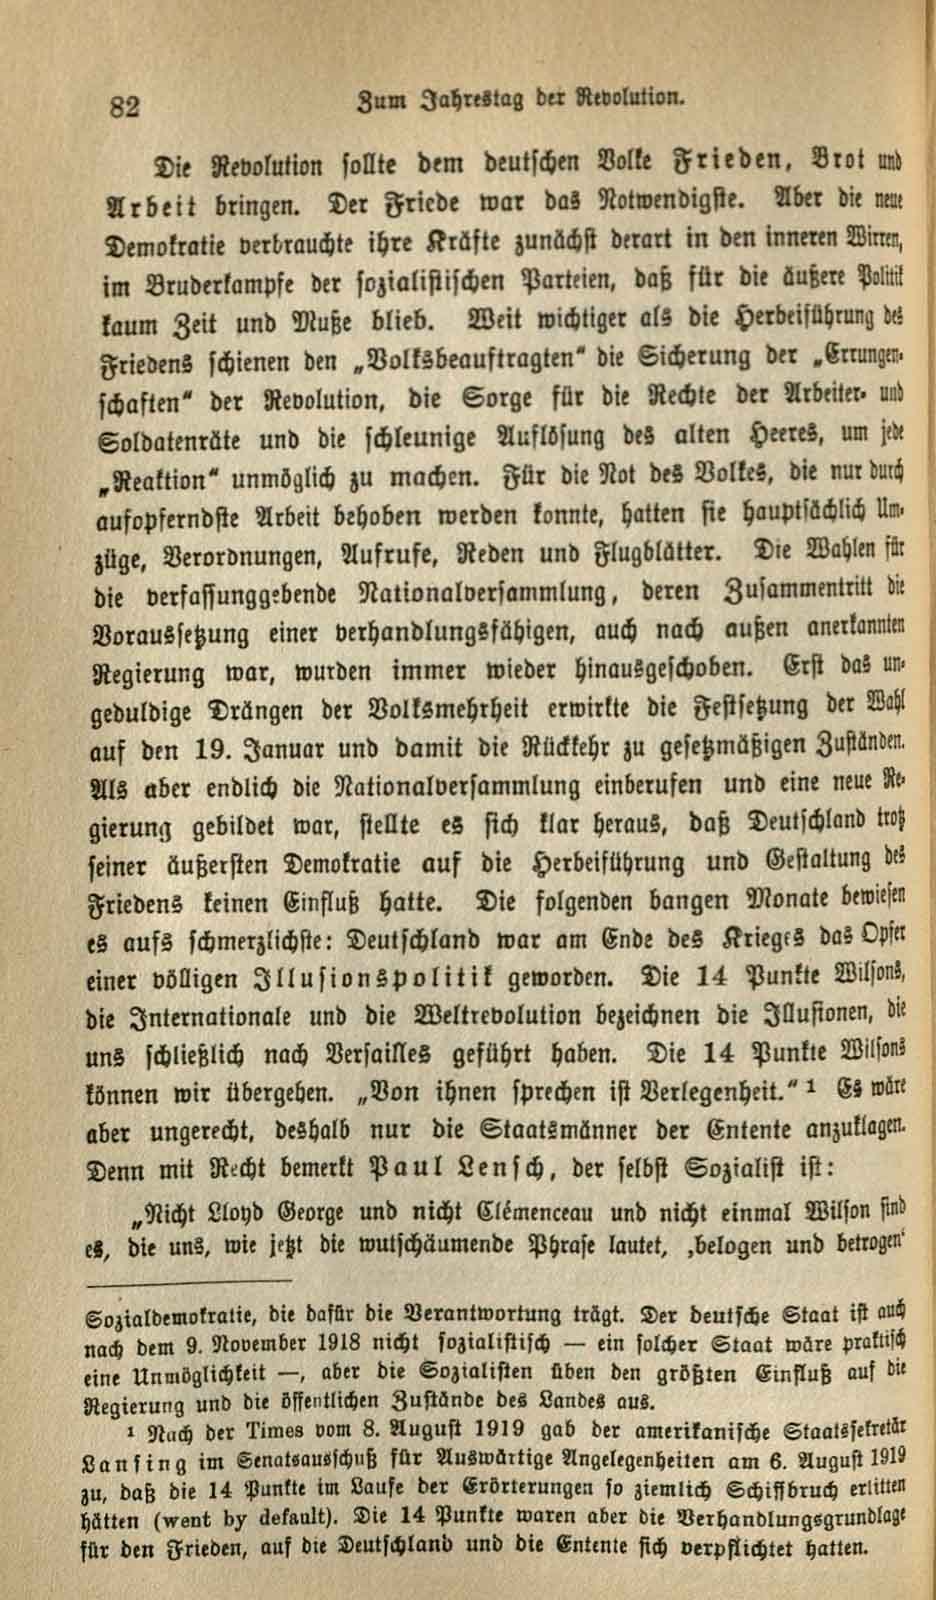 82
Zum Jahrestag der Revolution.
Die Revolution sollte dem deutschen Volke Frieden, Brot und
Arbeit bringen. Der Friede war das Notwendigste. Aber die neue
Demokratie verbrauchte ihre Kräfte zunächst derart in den inneren Wirren,
im Bruderkampfe der sozialistischen Parteien, daß für die äußere Politik
kaum Zeit und Muße blieb. Weit wichtiger als die Herbeiführung des
Friedens schienen den „Volksbeauftragten“ die Sicherung der „Errungen-
schaften“ der Revolution, die Sorge für die Rechte der Arbeiter- und
Soldatenräte und die schleunige Auflösung des alten Heeres, um jede
„Reaktion“ unmöglich zu machen. Für die Not des Volkes, die nur durch
aufopferndste Arbeit behoben werden konnte, hatten sie hauptsächlich Um-
züge, Verordnungen, Aufrufe, Reden und Flugblätter. Die Wahlen für
die verfassunggebende Nationalversammlung, deren Zusammentritt die
Voraussetzung einer verhandlungsfähigen, auch nach außen anerkannten
Regierung war, wurden immer wieder hinausgeschoben. Erst das un-
geduldige Drängen der Volksmehrheit erwirkte die Festsetzung der Wahl
auf den 19. Januar und damit die Rückkehr zu gesetzmäßigen Zuständen.
Als aber endlich die Nationalversammlung einberufen und eine neue Re-
gierung gebildet war, stellte es sich klar heraus, daß Deutschland trotz
seiner äußersten Demokratie auf die Herbeiführung und Gestaltung des
Friedens keinen Einfluß hatte. Die folgenden bangen Monate bewiesen
es aufs schmerzlichste: Deutschland war am Ende des Krieges das Opfer
einer völligen Illusionspolitik geworden. Die 14 Punkte Wilsons,
die Internationale und die Weltrevolution bezeichnen die Illusionen, die
uns schließlich nach Versailles geführt haben. Die 14 Punkte Wilsons
können wir übergehen. „Von ihnen sprechen ist Verlegenheit.“ ¹ Es wäre
aber ungerecht, deshalb nur die Staatsmänner der Entente anzuklagen.
Denn mit Recht bemerkt Paul Lensch, der selbst Sozialist ist:
„Nicht Lloyd George und nicht Clémenceau und nicht einmal Wilson sind
es, die uns, wie jetzt die wutschäumende Phrase lautet, ‚belogen und betrogen‘
Sozialdemokratie, die dafür die Verantwortung trägt. Der deutsche Staat ist auch
nach dem 9. November 1918 nicht sozialistisch — ein solcher Staat wäre praktisch
eine Unmöglichkeit —, aber die Sozialisten üben den größten Einfluß auf die
Regierung und die öffentlichen Zustände des Landes aus.
¹ Nach der Times vom 8. August 1919 gab der amerikanische Staatssekretär
Lansing im Senatsausschuß für Auswärtige Angelegenheiten am 6. August 1919
zu, daß die 14 Punkte im Laufe der Erörterungen so ziemlich Schiffbruch erlitten
hätten (went by default). Die 14 Punkte waren aber die Verhandlungsgrundlage
für den Frieden, auf die Deutschland und die Entente sich verpflichtet hatten.